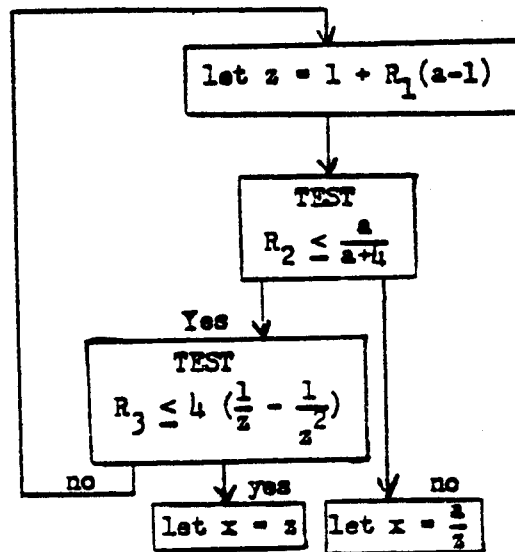 let z = 1 + R₁(a-1)
TEST
R₂ ≤ a/(a+4)
Yes
TEST
R₃ ≤ 4 (1/z - 1/z²)
no
yes
no
let x = z
let x = a/z